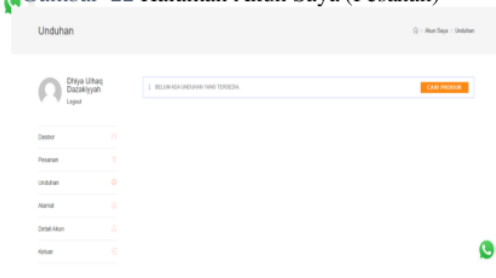 Gambar 22 Halaman Akun Saya (Pesanan)
Unduhan
Akun Saya
Unduhan
Dhiya Ulhaq
Dazakiyyah
Logout
BELUM ADA UNDUHAN YANG TERSEDIA.
CARI PRODUK
Dasbor
Pesanan
Unduhan
Alamat
Detail Akun
Keluar